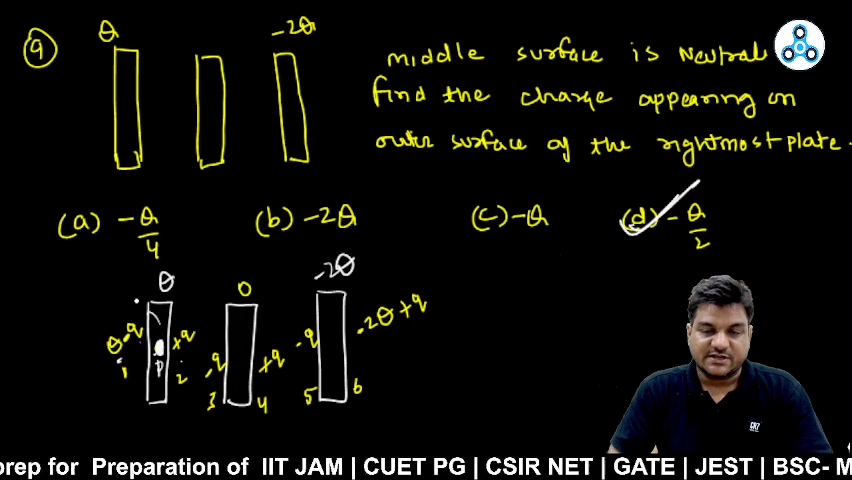 9 Q -2Q
middle surface is Neutral
find the charge appearing on
outer surface of the rightmost plate.
(a) -Q/4 (b) -2Q (c) -Q (d) -Q/2
Q 0 -2Q
Q-q +q -q +q -q -2Q+q
P
1 2 3 4 5 6
prep for Preparation of IIT JAM | CUET PG | CSIR NET | GATE | JEST | BSC- M